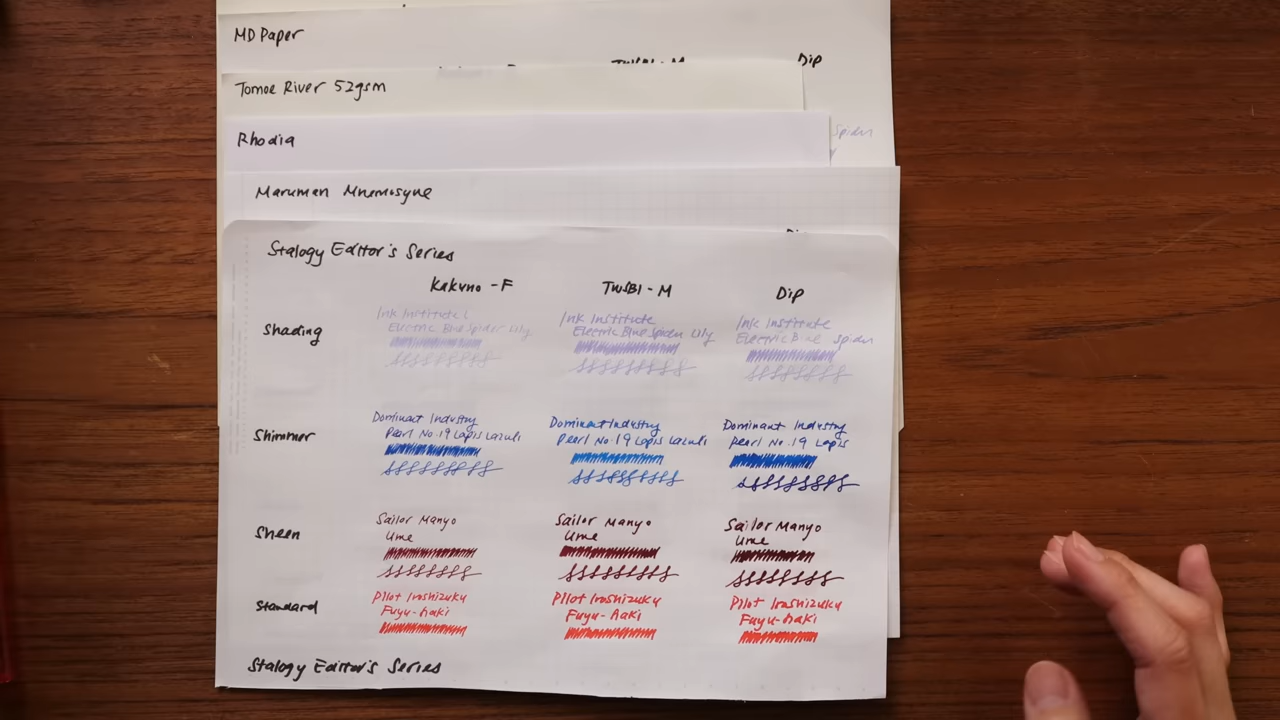 MD Paper
TWSBI-M Dip
Tomoe River 52gsm
Rhodia
Spider
Maruman Mnemosyne
Stalogy Editor's Series
Kakuno-F TWSBI-M Dip
Shading
Ink Institute
Electric Blue Spider Lily
Ink Institute
Electric Blue Spider Lily
Ink Institute
Electric Blue Spider
Shimmer
Dominant Industry
Pearl No.19 Lapis Lazuli
Dominant Industry
Pearl No.19 Lapis Lazuli
Dominant Industry
Pearl No.19 Lapis
Sheen
Sailor Manyo
Ume
Sailor Manyo
Ume
Sailor Manyo
Ume
Standard
Pilot Iroshizuku
Fuyu-Gaki
Pilot Iroshizuku
Fuyu-Gaki
Pilot Iroshizuku
Fuyu-Gaki
Stalogy Editor's Series